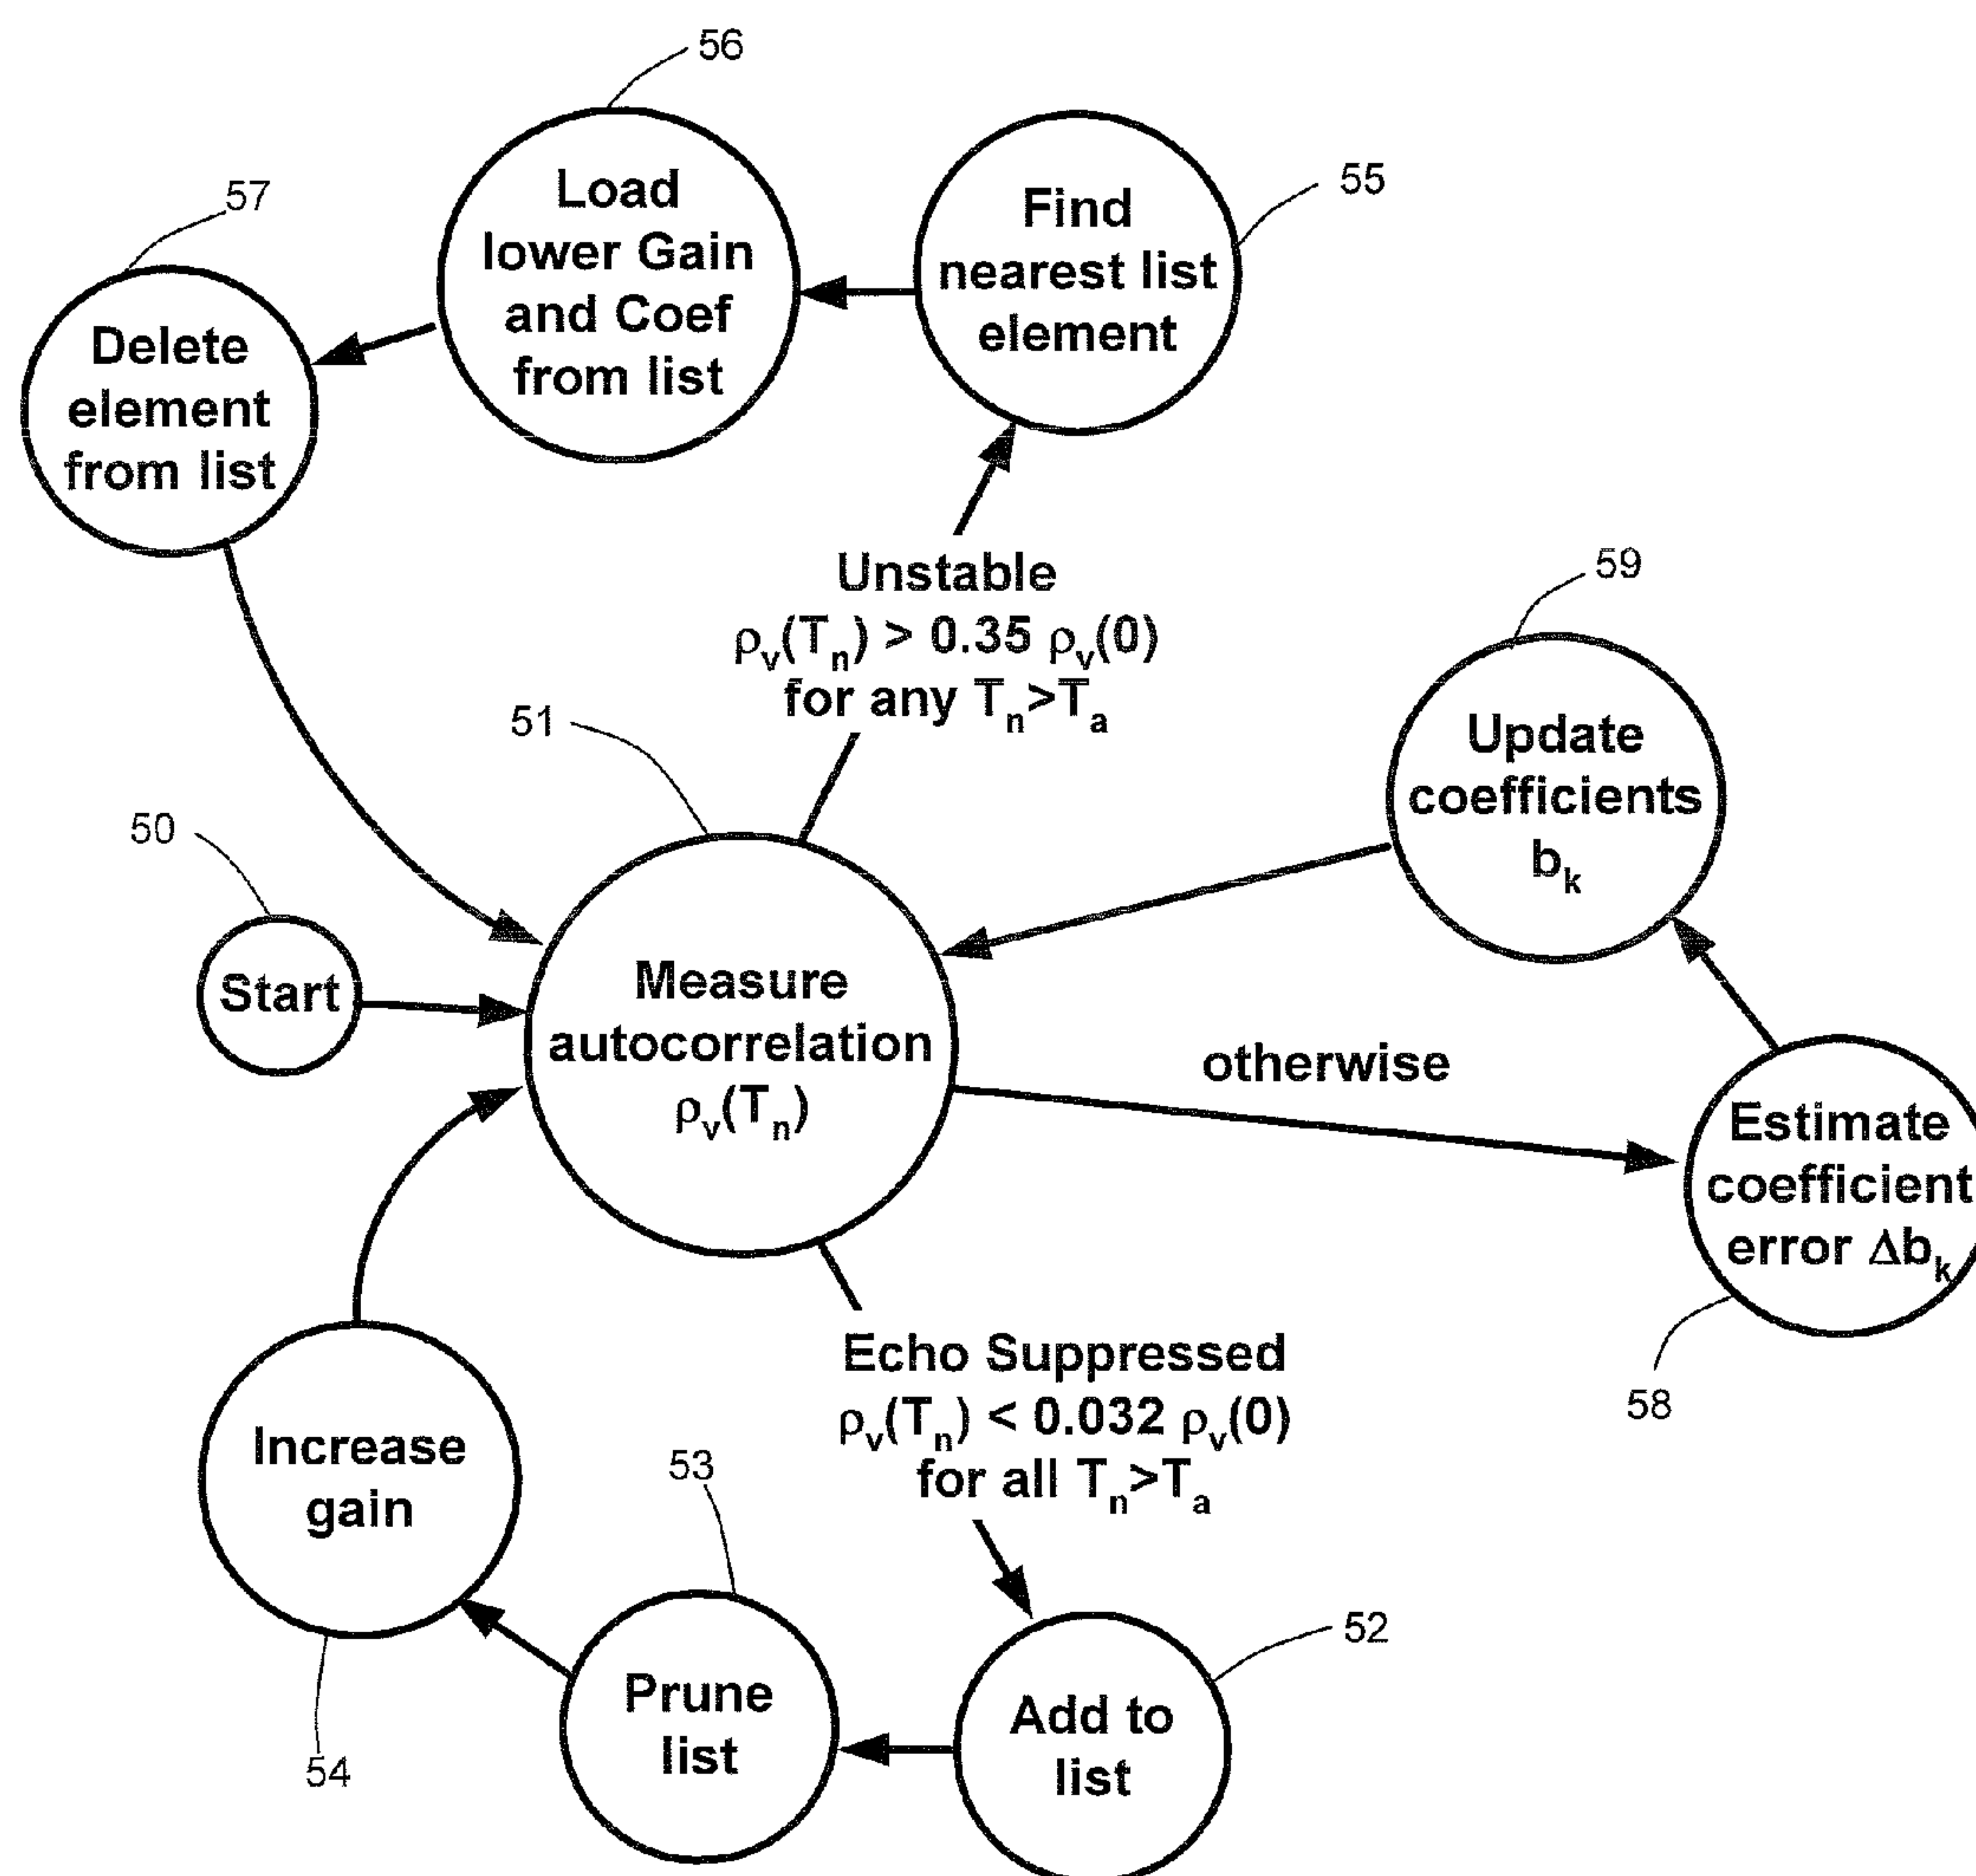 56
Load
lower Gain
and Coef
from list
55
Find
nearest list
element
57
Delete
element
from list
Unstable
ρv(Tn) > 0.35 ρv(0)
for any Tn>Ta
59
Update
coefficients
bk
51
50
Start
Measure
autocorrelation
ρv(Tn)
otherwise
Estimate
coefficient
error Δbk
58
Echo Suppressed
ρv(Tn) < 0.032 ρv(0)
for all Tn>Ta
Increase
gain
54
53
Prune
list
52
Add to
list